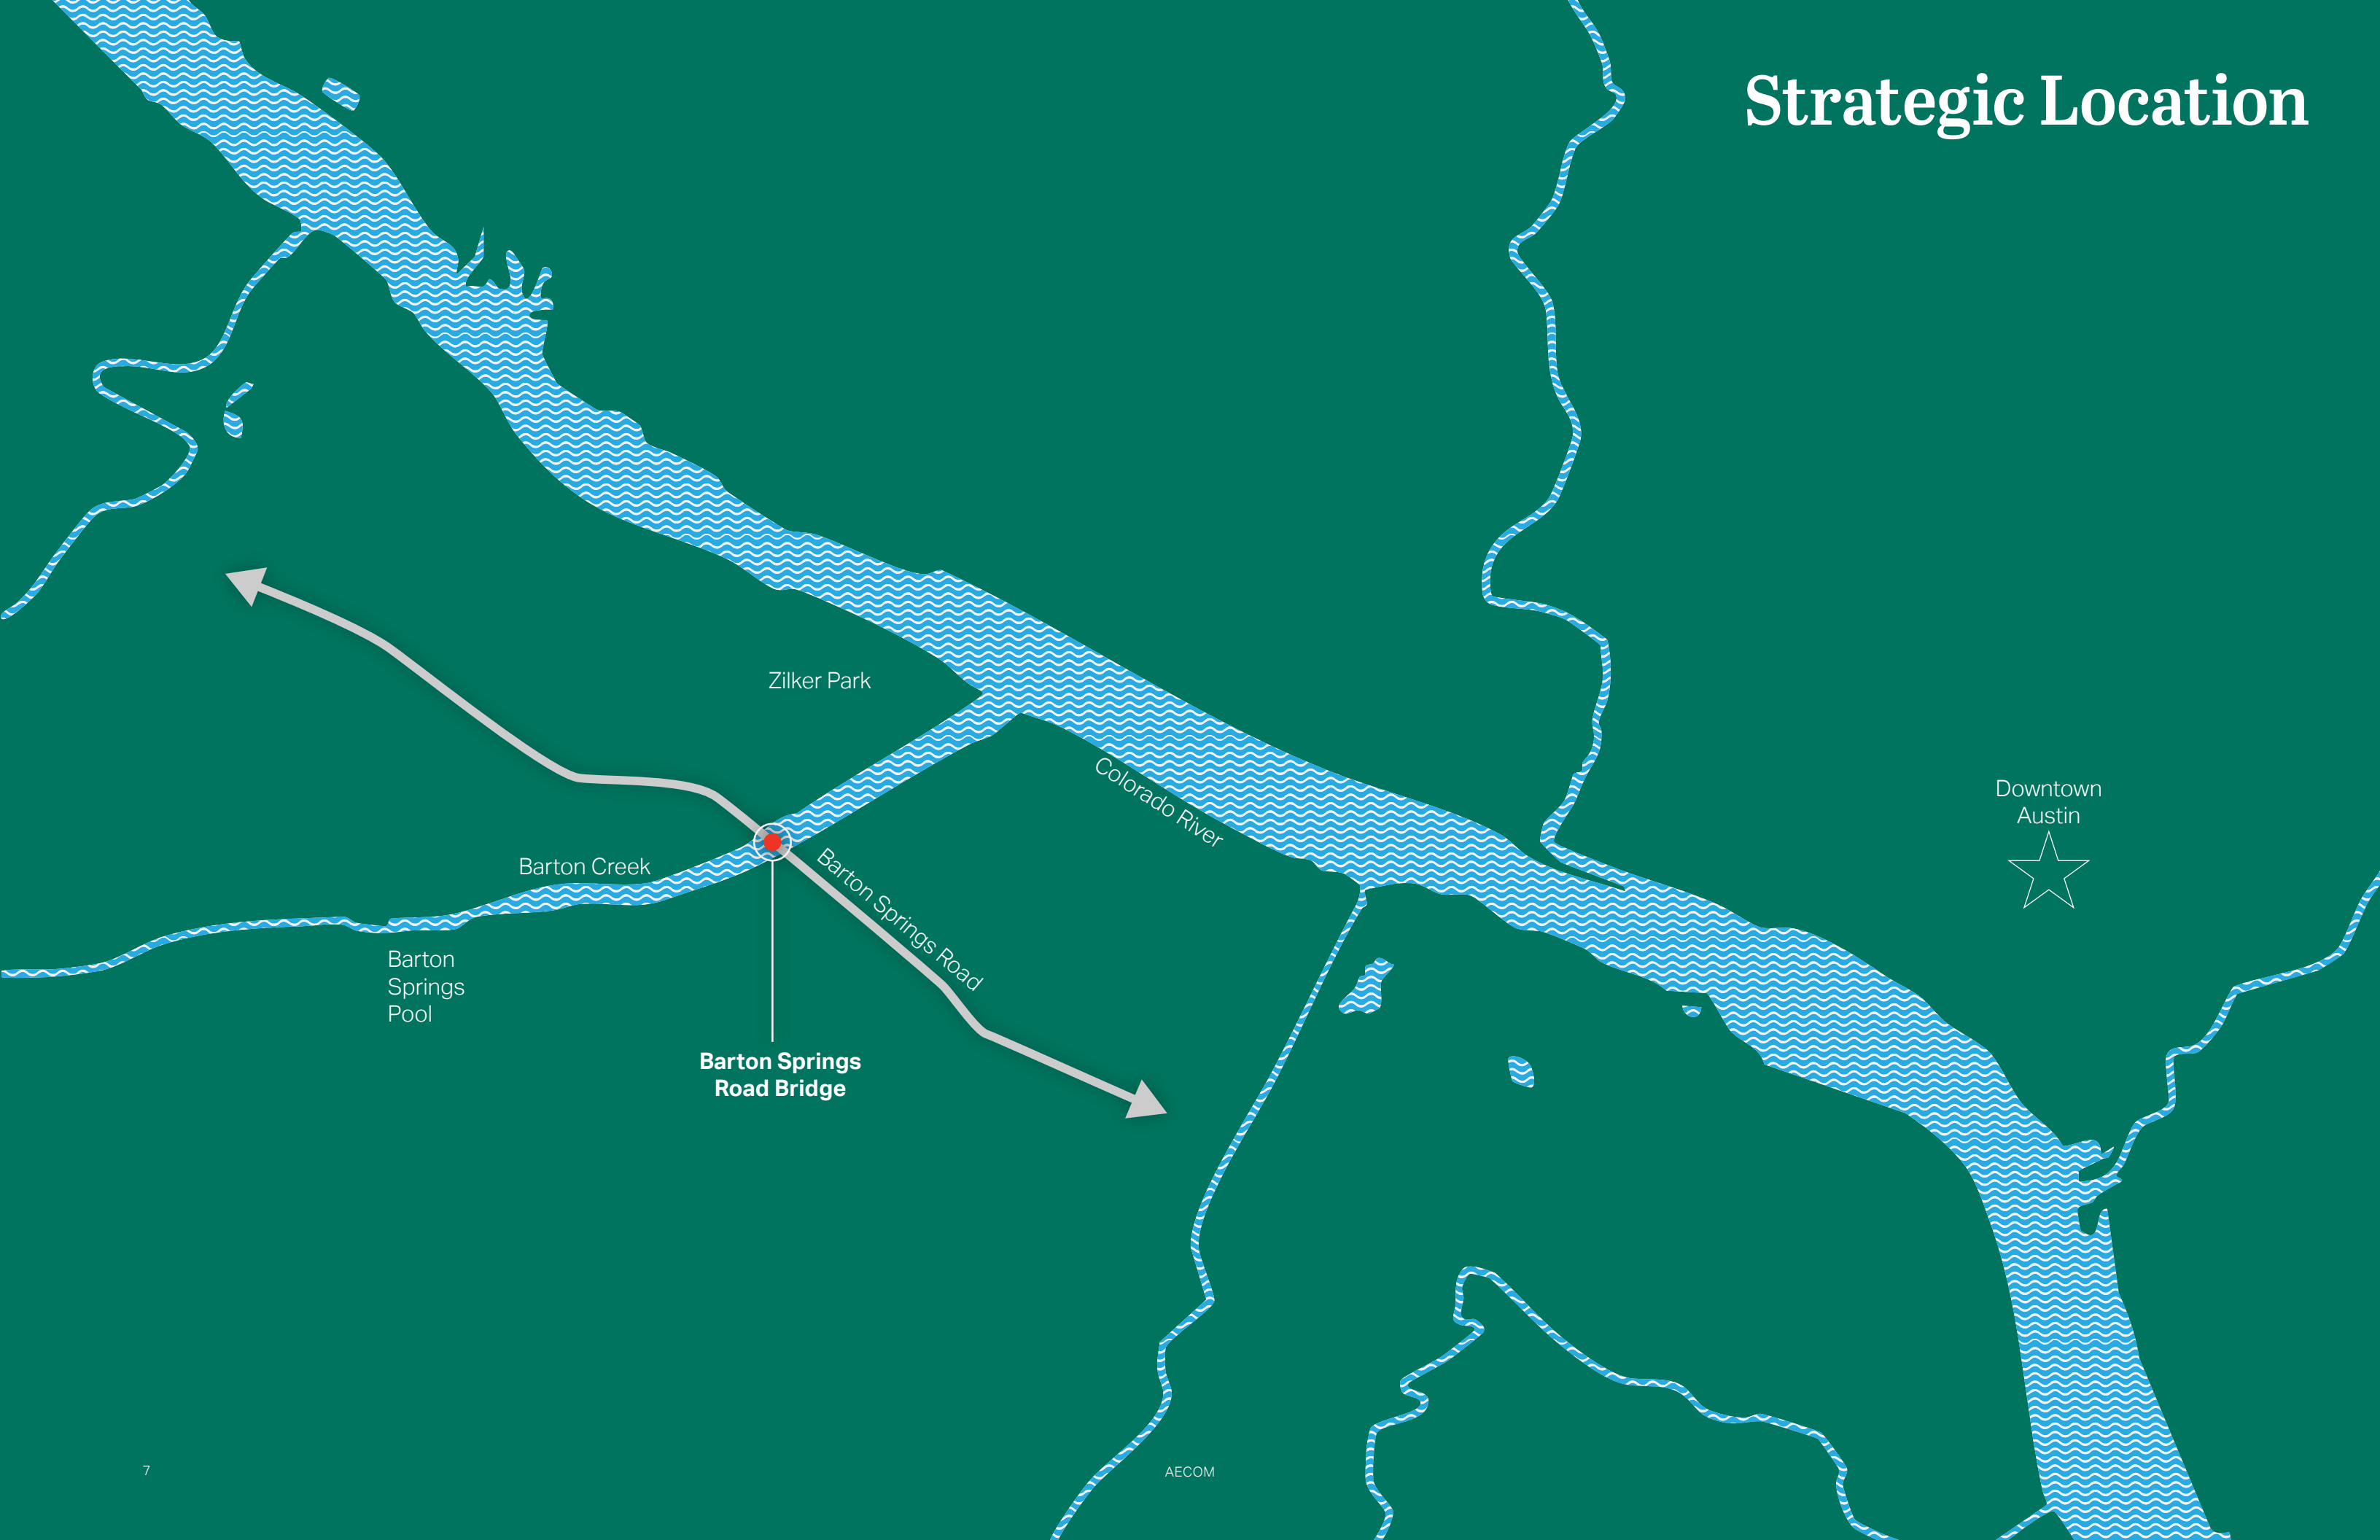 Strategic Location
Zilker Park
Colorado River
Downtown
Austin
Barton Creek
Barton Springs Road
Barton
Springs
Pool
Barton Springs
Road Bridge
7
AECOM